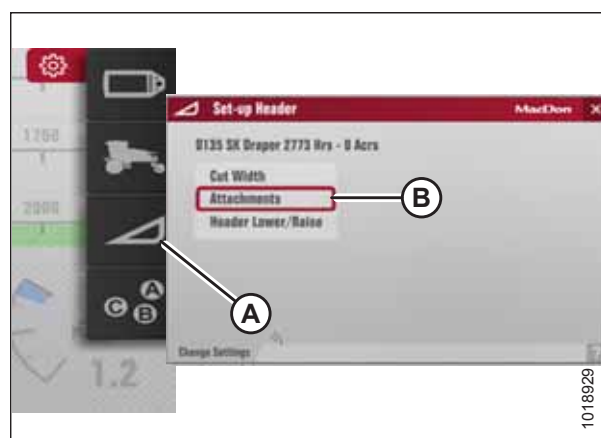 Set-up Header
MacDon X
D135 SK Draper 2773 Hrs - 0 Acrs
Cut Width
Attachments
Header Lower/Raise
Change Settings
1750
2000
1.2
A
B
C
A
B
1018929